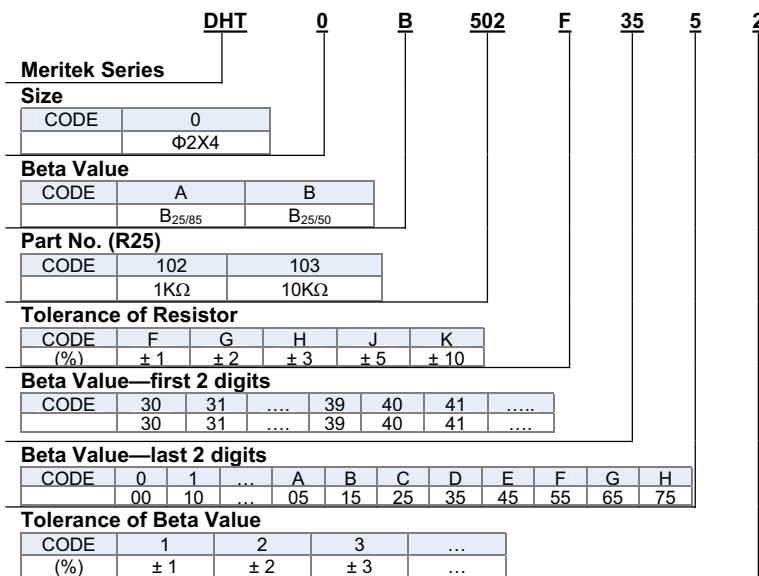 DHT 0 B 502 F 35 5 2
Meritek Series
Size
CODE 0
Φ2X4
Beta Value
CODE A B
B25/85 B25/50
Part No. (R25)
CODE 102 103
1KΩ 10KΩ
Tolerance of Resistor
CODE F G H J K
(%) ± 1 ± 2 ± 3 ± 5 ± 10
Beta Value—first 2 digits
CODE 30 31 .... 39 40 41 .....
30 31 .... 39 40 41 ....
Beta Value—last 2 digits
CODE 0 1 ... A B C D E F G H
00 10 ... 05 15 25 35 45 55 65 75
Tolerance of Beta Value
CODE 1 2 3 ...
(%) ± 1 ± 2 ± 3 ...